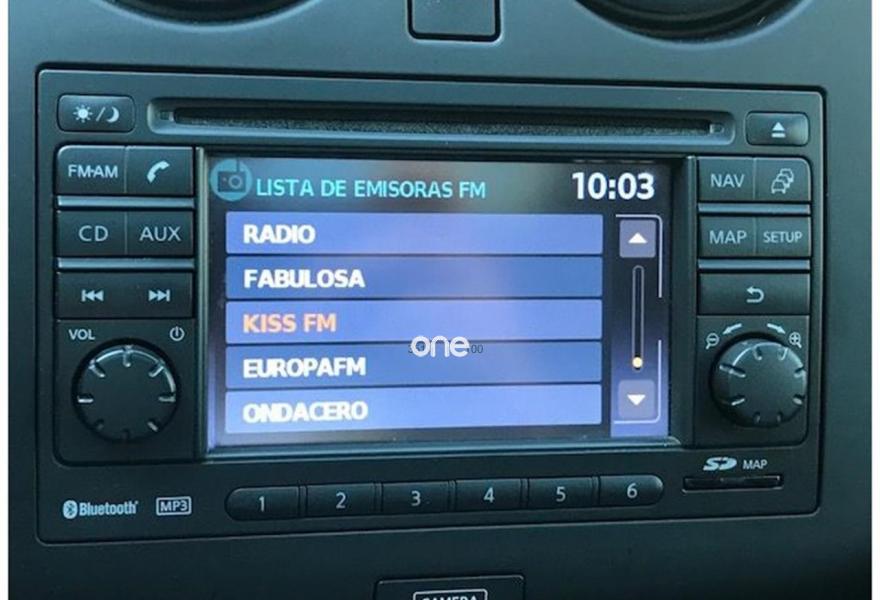 FM·AM
CD
AUX
VOL
LISTA DE EMISORAS FM
10:03
RADIO
FABULOSA
KISS FM
EUROPAFM
ONDACERO
one
NAV
MAP
SETUP
SD MAP
Bluetooth
MP3
1
2
3
4
5
6
CAMERA